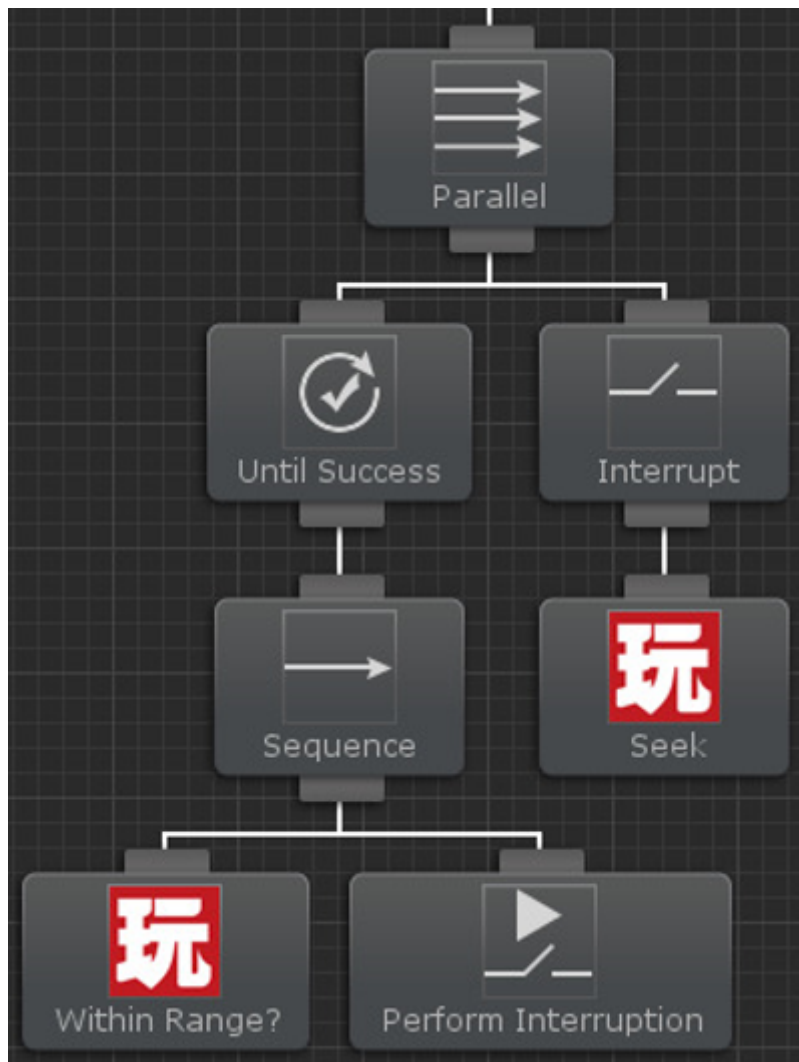 Parallel
Until Success
Interrupt
Sequence
玩
Seek
玩
Within Range?
Perform Interruption